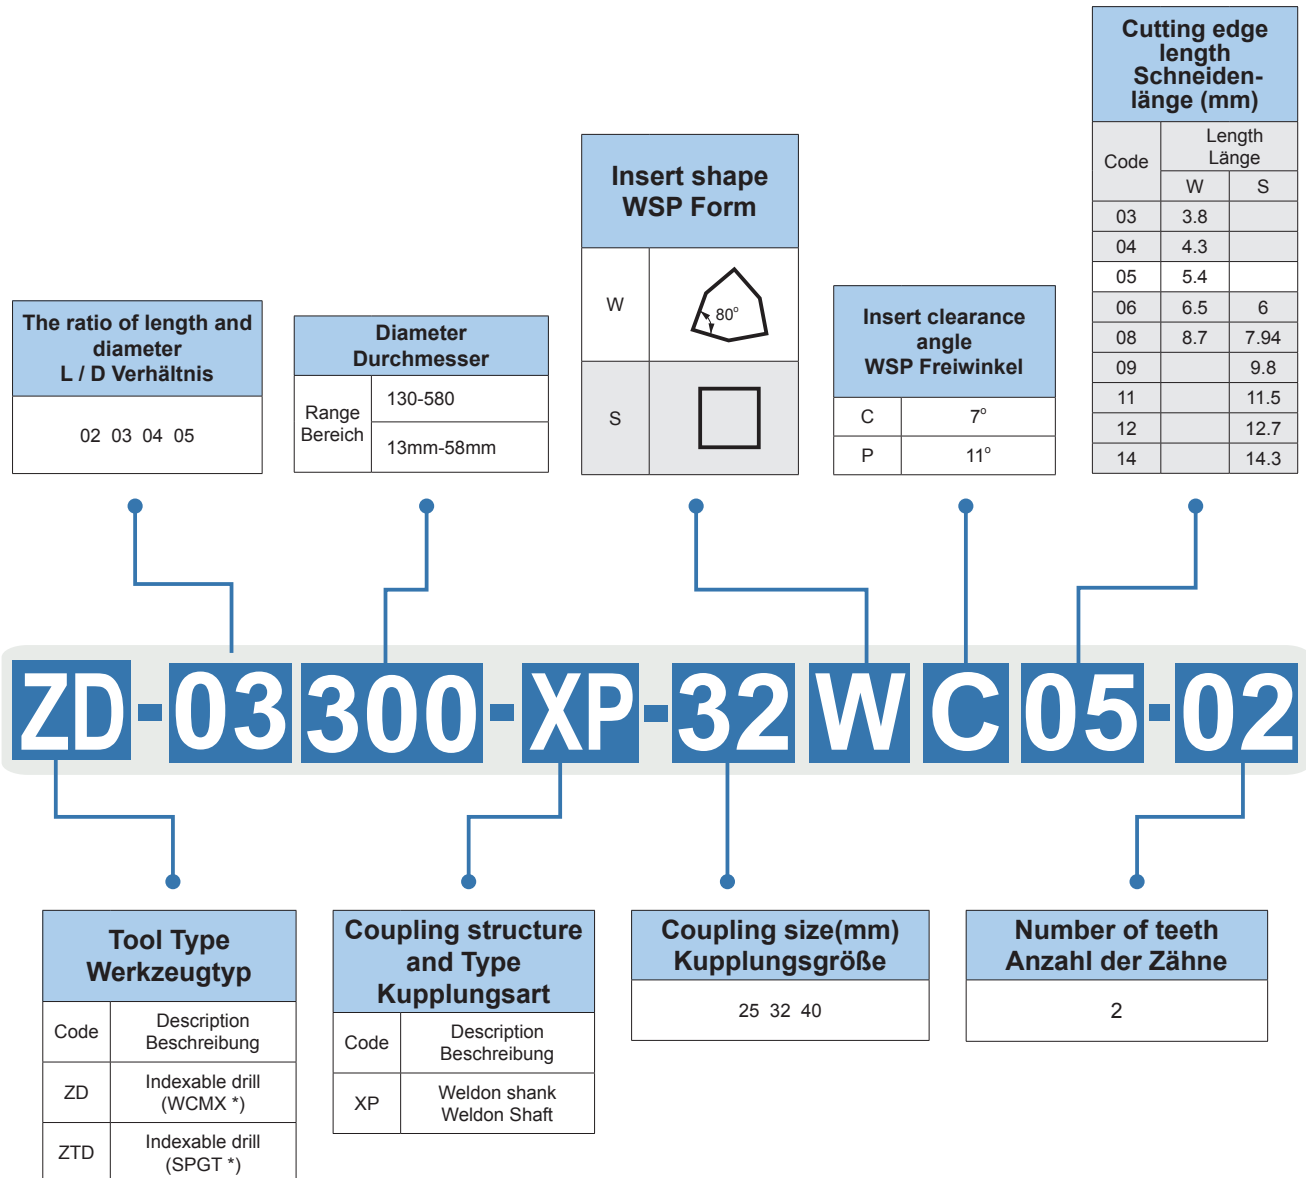 Cutting edge
length
Schneiden-
länge (mm)
Code
Length
Länge
W S
03 3.8
04 4.3
05 5.4
06 6.5 6
08 8.7 7.94
09 9.8
11 11.5
12 12.7
14 14.3
Insert shape
WSP Form
W
80°
S
Insert clearance
angle
WSP Freiwinkel
C 7°
P 11°
The ratio of length and
diameter
L / D Verhältnis
02 03 04 05
Diameter
Durchmesser
Range
Bereich
130-580
13mm-58mm
ZD-03300-XP-32WC05-02
Tool Type
Werkzeugtyp
Code
Description
Beschreibung
ZD
Indexable drill
(WCMX *)
ZTD
Indexable drill
(SPGT *)
Coupling structure
and Type
Kupplungsart
Code
Description
Beschreibung
XP
Weldon shank
Weldon Shaft
Coupling size(mm)
Kupplungsgröße
25 32 40
Number of teeth
Anzahl der Zähne
2